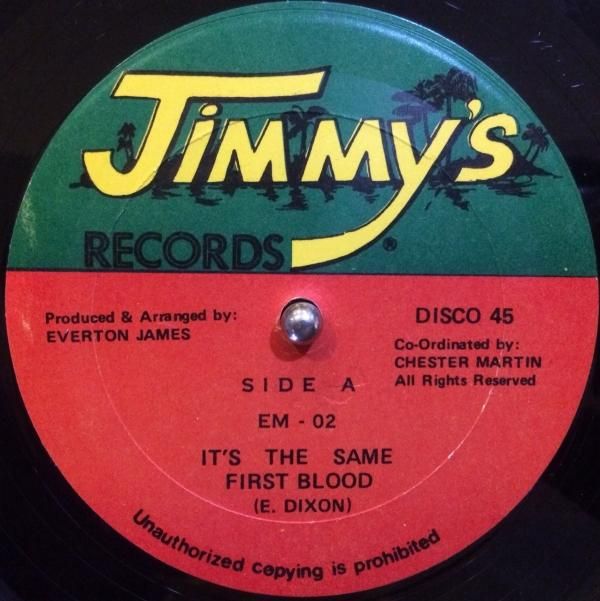 Jimmy's
RECORDS ®
Produced & Arranged by:
EVERTON JAMES
DISCO 45
Co-Ordinated by:
CHESTER MARTIN
All Rights Reserved
SIDE A
EM - 02
IT'S THE SAME
FIRST BLOOD
(E. DIXON)
Unauthorized copying is prohibited